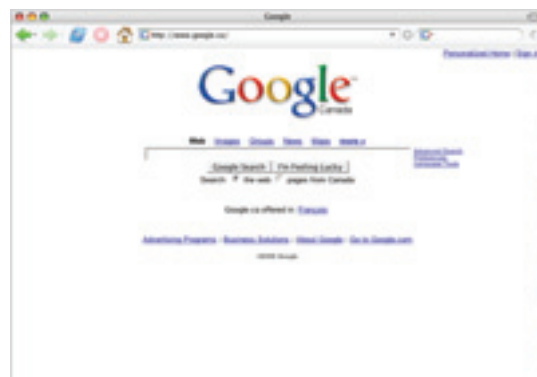 Google
http://www.google.ca/
Personalized Home | Sign in
Google
Canada
Web Images Groups News Maps more »
Advanced Search
Preferences
Language Tools
Google Search I'm Feeling Lucky
Search: the web pages from Canada
Google.ca offered in: Français
Advertising Programs - Business Solutions - About Google - Go to Google.com